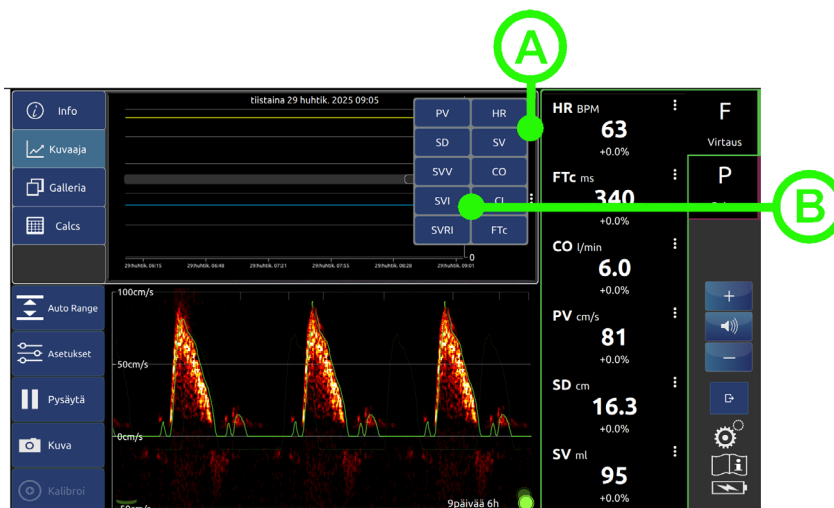 A
tiistaina 29 huhtik. 2025 09:05
Info
Kuvaaja
Galleria
Calcs
PV HR
SD SV
SVV CO
SVI CI
SVRI FTc
0
29huhtik. 06:15 29huhtik. 06:48 29huhtik. 07:21 29huhtik. 07:55 29huhtik. 08:28 29huhtik. 09:01
B
Auto Range
Asetukset
Pysäytä
Kuva
Kalibroi
100cm/s
50cm/s
0cm/s
-50cm/s
9päivää 6h
HR BPM
63
+0.0%
FTc ms
340
+0.0%
CO l/min
6.0
+0.0%
PV cm/s
81
+0.0%
SD cm
16.3
+0.0%
SV ml
95
+0.0%
F
Virtaus
P
+
−
i